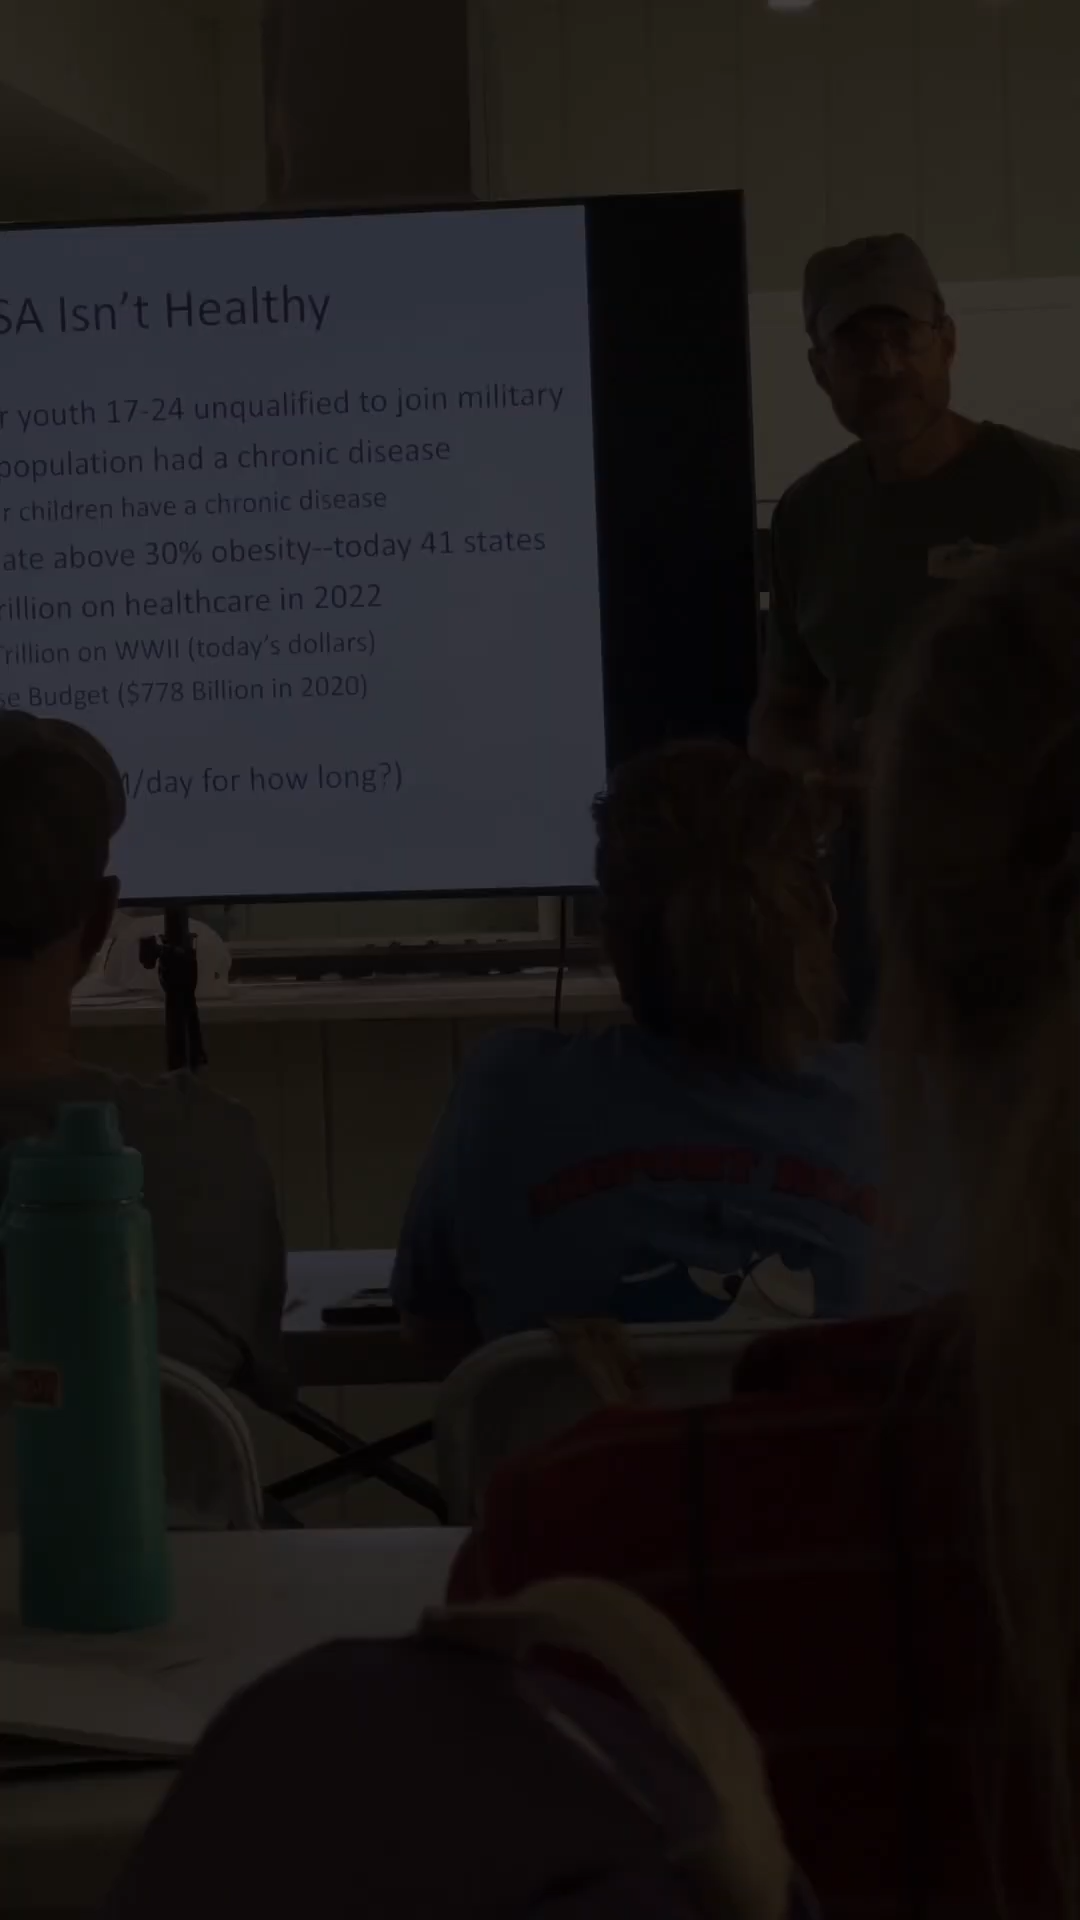 SA Isn't Healthy
r youth 17-24 unqualified to join military
population had a chronic disease
r children have a chronic disease
ate above 30% obesity--today 41 states
rillion on healthcare in 2022
Trillion on WWII (today's dollars)
se Budget ($778 Billion in 2020)
/day for how long?)
SUPPORT